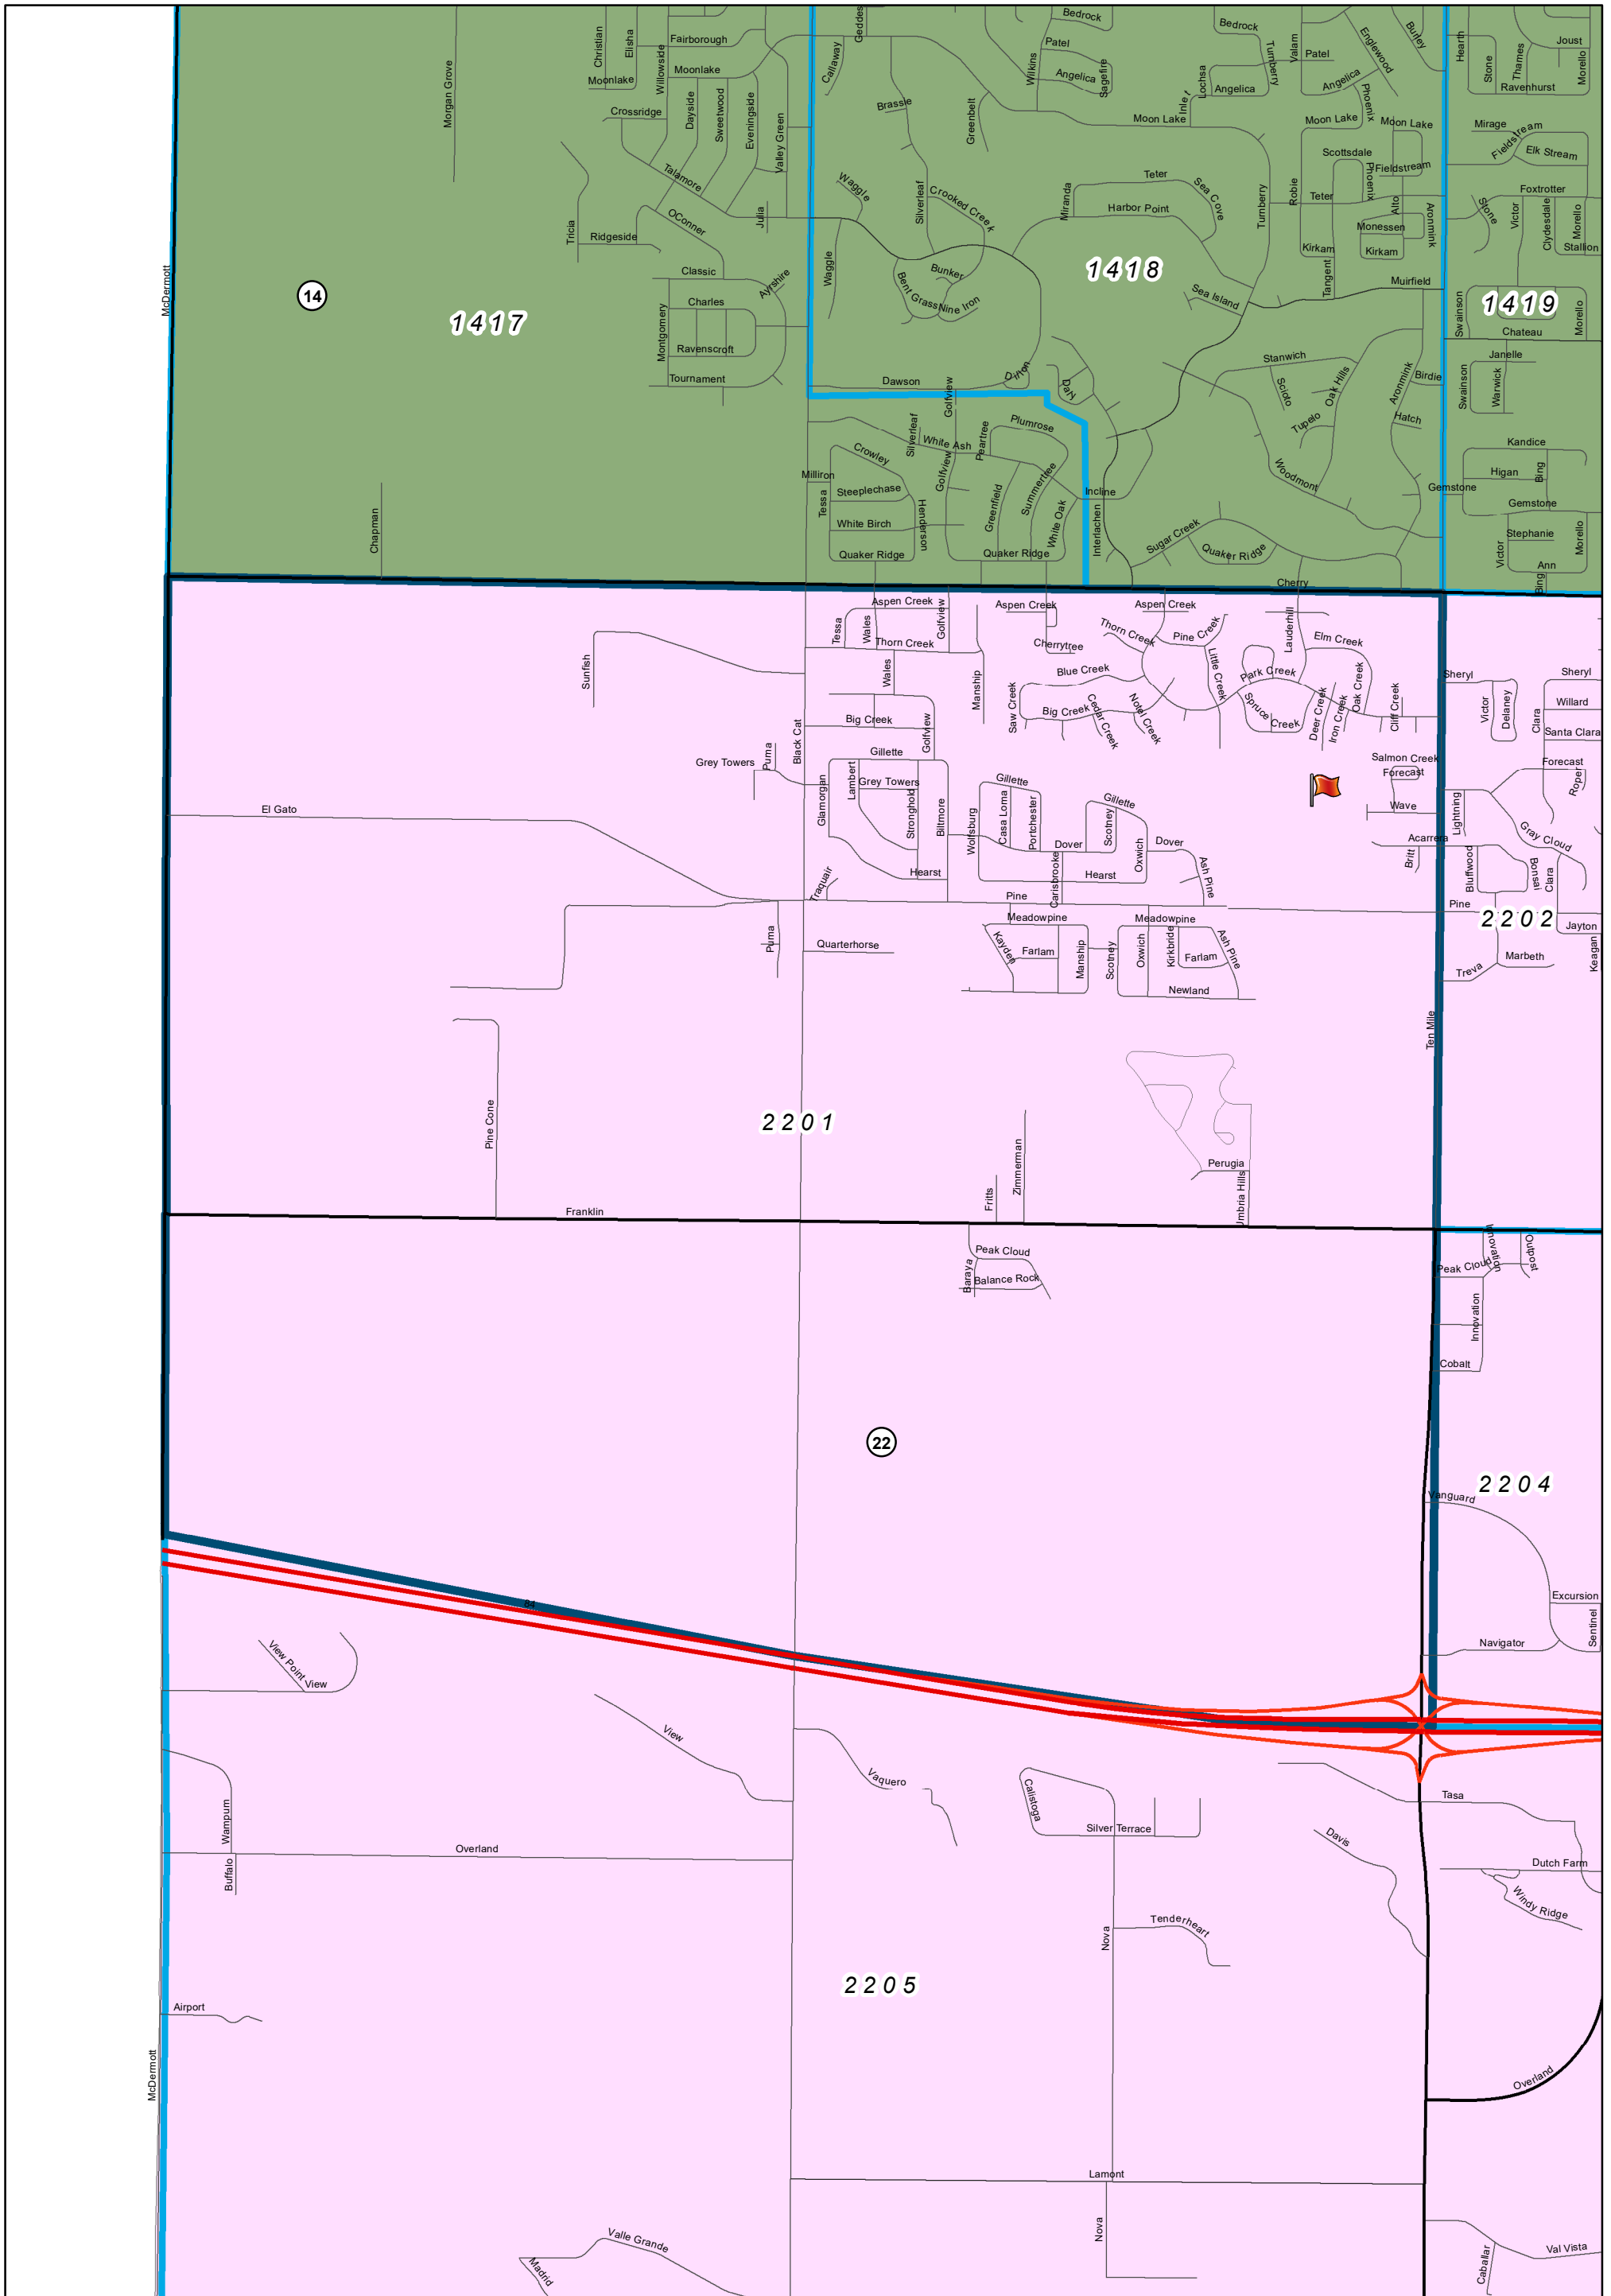 Geddes
Bedrock
Bedrock
Christian
Elisha
Fairborough
Willowside
Callaway
Wilkins
Patel
Angelica
Sagefire
Turnberry
Valam
Patel
Englewood
Burley
Hearth
Stone
Thames
Joust
Morello
Ravenhurst
Morgan Grove
Moonlake
Moonlake
Crossridge
Dayside
Sweetwood
Eveningside
Valley Green
Brassie
Greenbelt
Moon Lake
Inlet
Lochsa
Angelica
Angelica
Phoenix
Moon Lake
Moon Lake
Mirage
Fieldstream
Elk Stream
Talamore
Waggle
Silverleaf
Crooked Creek
Miranda
Teter
Sea Cove
Harbor Point
Turnberry
Robie
Scottsdale
Phoenix
Fieldstream
Teter
Alto
Aronmink
Monessen
Kirkam
Kirkam
Foxtrotter
Stone
Victor
Clydesdale
Morello
Stallion
Tricia
Ridgeside
OConner
Julia
McDermott
14
1417
Classic
Ayrshire
Charles
Montgomery
Ravenscroft
Tournament
Waggle
Bunker
Bent Grass
Nine Iron
1418
Sea Island
Tangent
Muirfield
1419
Swainson
Morello
Chateau
Dawson
Golfview
Stanwich
Scioto
Oak Hills
Tupelo
Aronmink
Birdie
Hatch
Woodmont
Janelle
Swainson
Warwick
Kandice
Higan
Bing
Gemstone
Gemstone
Stephanie
Victor
Morello
Ann
Bing
Chapman
Milliron
Tessa
Crowley
Steeplechase
White Birch
Henderson
Quaker Ridge
Silverleaf
White Ash
Golfview
Peartree
Plumrose
Greenfield
Summertree
White Oak
Quaker Ridge
Incline
Interlachen
Sugar Creek
Quaker Ridge
Cherry
Sunfish
Tessa
Wales
Aspen Creek
Golfview
Thorn Creek
Wales
Manship
Aspen Creek
Cherrytree
Aspen Creek
Thorn Creek
Pine Creek
Little Creek
Lauderhill
Elm Creek
Park Creek
Oak Creek
Blue Creek
Saw Creek
Big Creek
Cedar Creek
Notel Creek
Spruce Creek
Deer Creek
Iron Creek
Cliff Creek
Sheryl
Victor
Delaney
Clara
Sheryl
Willard
Santa Clara
Black Cat
Big Creek
Golfview
Grey Towers
Puma
Gillette
Lambert
Grey Towers
Glamorgan
Stronghold
Biltmore
Hearst
Traquair
Wolfsburg
Gillette
Casa Loma
Portchester
Dover
Scotney
Gillette
Oxwich
Dover
Ash Pine
Carisbrooke
Hearst
Salmon Creek
Forecast
Wave
Acarrera
Britt
Lightning
Forecast
Roper
Gray Cloud
Bluffwood
Bonsai
Clara
El Gato
Pine
Pine
2202
Jayton
Keagan
Marbeth
Treva
Puma
Quarterhorse
Meadowpine
Kayden
Farlam
Manship
Scotney
Meadowpine
Oxwich
Kirkbride
Farlam
Ash Pine
Newland
Ten Mile
Pine Cone
2201
Zimmerman
Fritts
Perugia
Umbria Hills
Franklin
Peak Cloud
Baraya
Balance Rock
Innovation
Outpost
Peak Cloud
Innovation
Cobalt
22
2204
Vanguard
Excursion
Sentinel
Navigator
84
View Point
View
View
Vaquero
Calistoga
Silver Terrace
Tasa
Davis
Dutch Farm
Windy Ridge
Wampum
Buffalo
Overland
Nova
Tenderheart
2205
Airport
McDermott
Overland
Lamont
Nova
Valle Grande
Madrid
Val Vista
Caballar